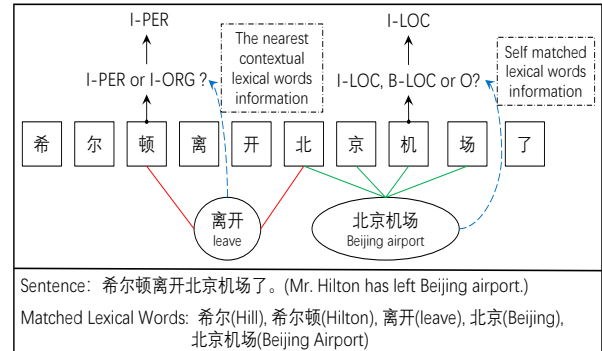 I-PER
I-LOC
The nearest
contextual
lexical words
information
Self matched
lexical words
information
I-PER or I-ORG ?
I-LOC, B-LOC or O?
希 尔 顿 离 开 北 京 机 场 了
离开
leave
北京机场
Beijing airport
Sentence: 希尔顿离开北京机场了。(Mr. Hilton has left Beijing airport.)
Matched Lexical Words: 希尔(Hill), 希尔顿(Hilton), 离开(leave), 北京(Beijing),
北京机场(Beijing Airport)